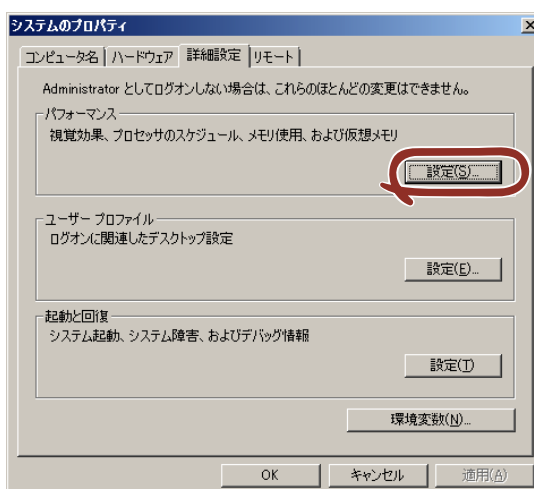 システムのプロパティ
コンピュータ名 ハードウェア 詳細設定 リモート
Administrator としてログオンしない場合は、これらのほとんどの変更はできません。
パフォーマンス
視覚効果、プロセッサのスケジュール、メモリ使用、および仮想メモリ
設定(S)...
ユーザー プロファイル
ログオンに関連したデスクトップ設定
設定(E)...
起動と回復
システム起動、システム障害、およびデバッグ情報
設定(T)
環境変数(N)...
OK キャンセル 適用(A)